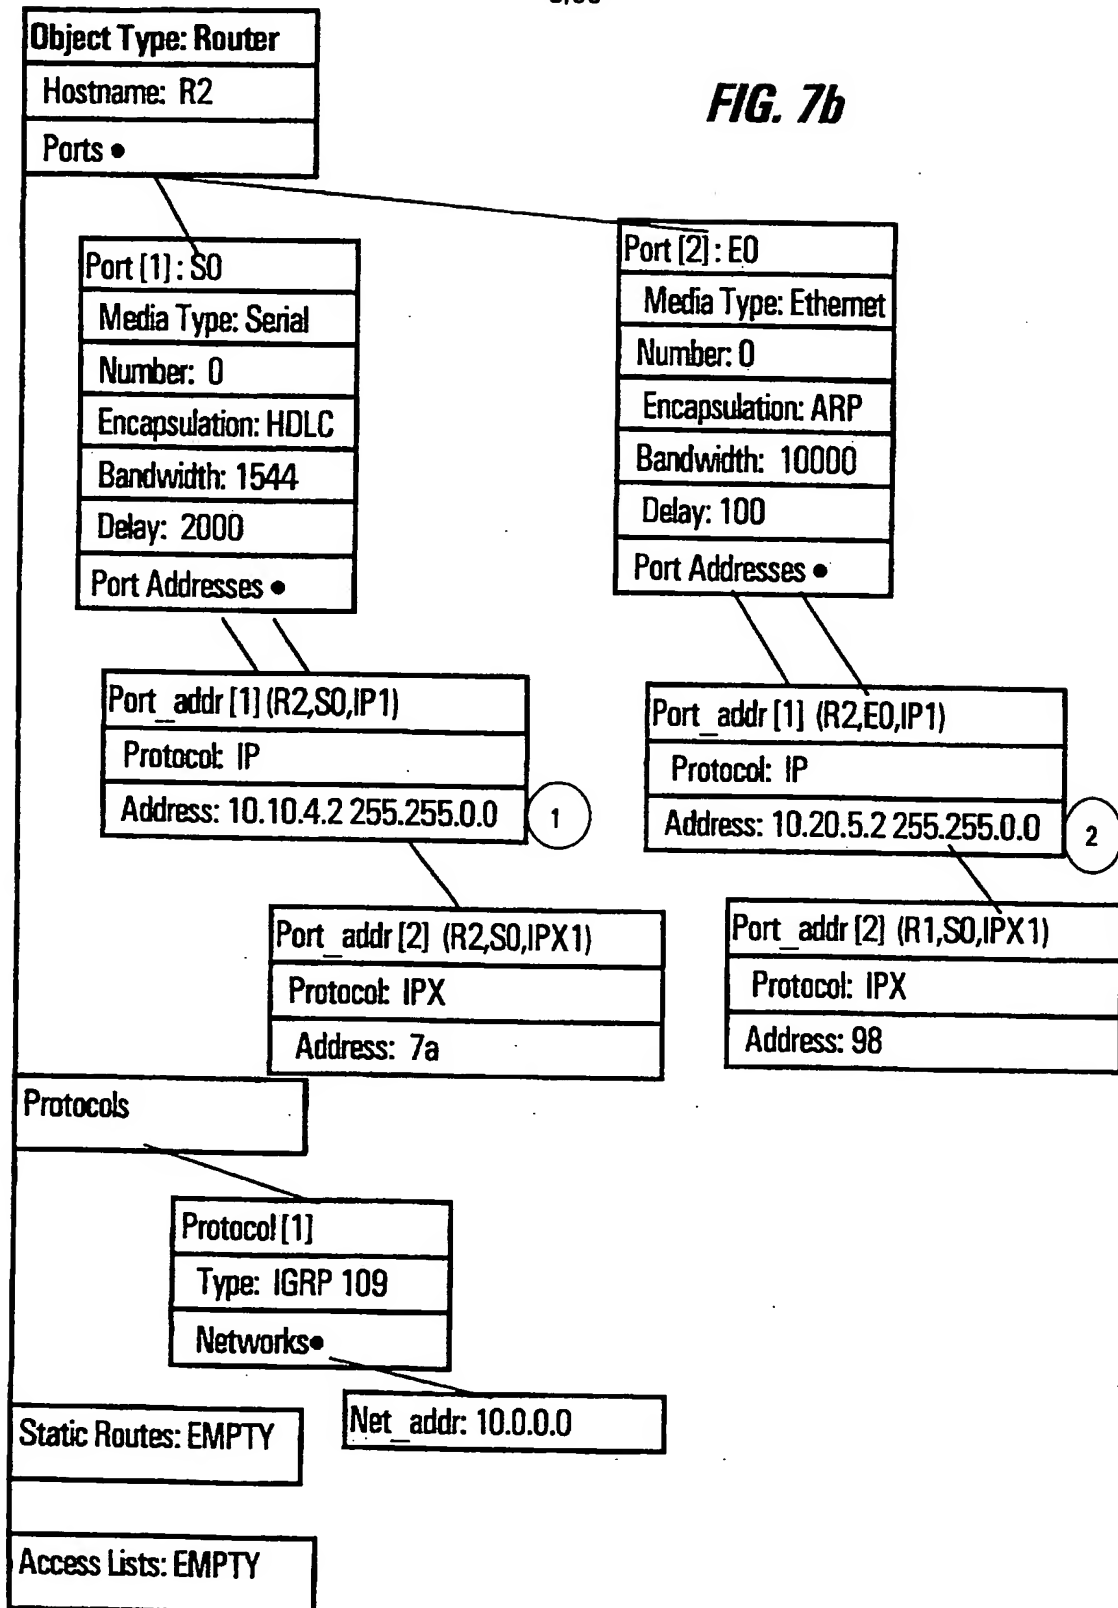 Object Type: Router
Hostname: R2
Ports •
FIG. 7b
Port [1] : S0
Media Type: Serial
Number: 0
Encapsulation: HDLC
Bandwidth: 1544
Delay: 2000
Port Addresses •
Port [2] : E0
Media Type: Ethernet
Number: 0
Encapsulation: ARP
Bandwidth: 10000
Delay: 100
Port Addresses •
Port_addr [1] (R2,S0,IP1)
Protocol: IP
Address: 10.10.4.2 255.255.0.0
1
Port_addr [1] (R2,E0,IP1)
Protocol: IP
Address: 10.20.5.2 255.255.0.0
2
Port_addr [2] (R2,S0,IPX1)
Protocol: IPX
Address: 7a
Port_addr [2] (R1,S0,IPX1)
Protocol: IPX
Address: 98
Protocols
Protocol [1]
Type: IGRP 109
Networks•
Net_addr: 10.0.0.0
Static Routes: EMPTY
Access Lists: EMPTY